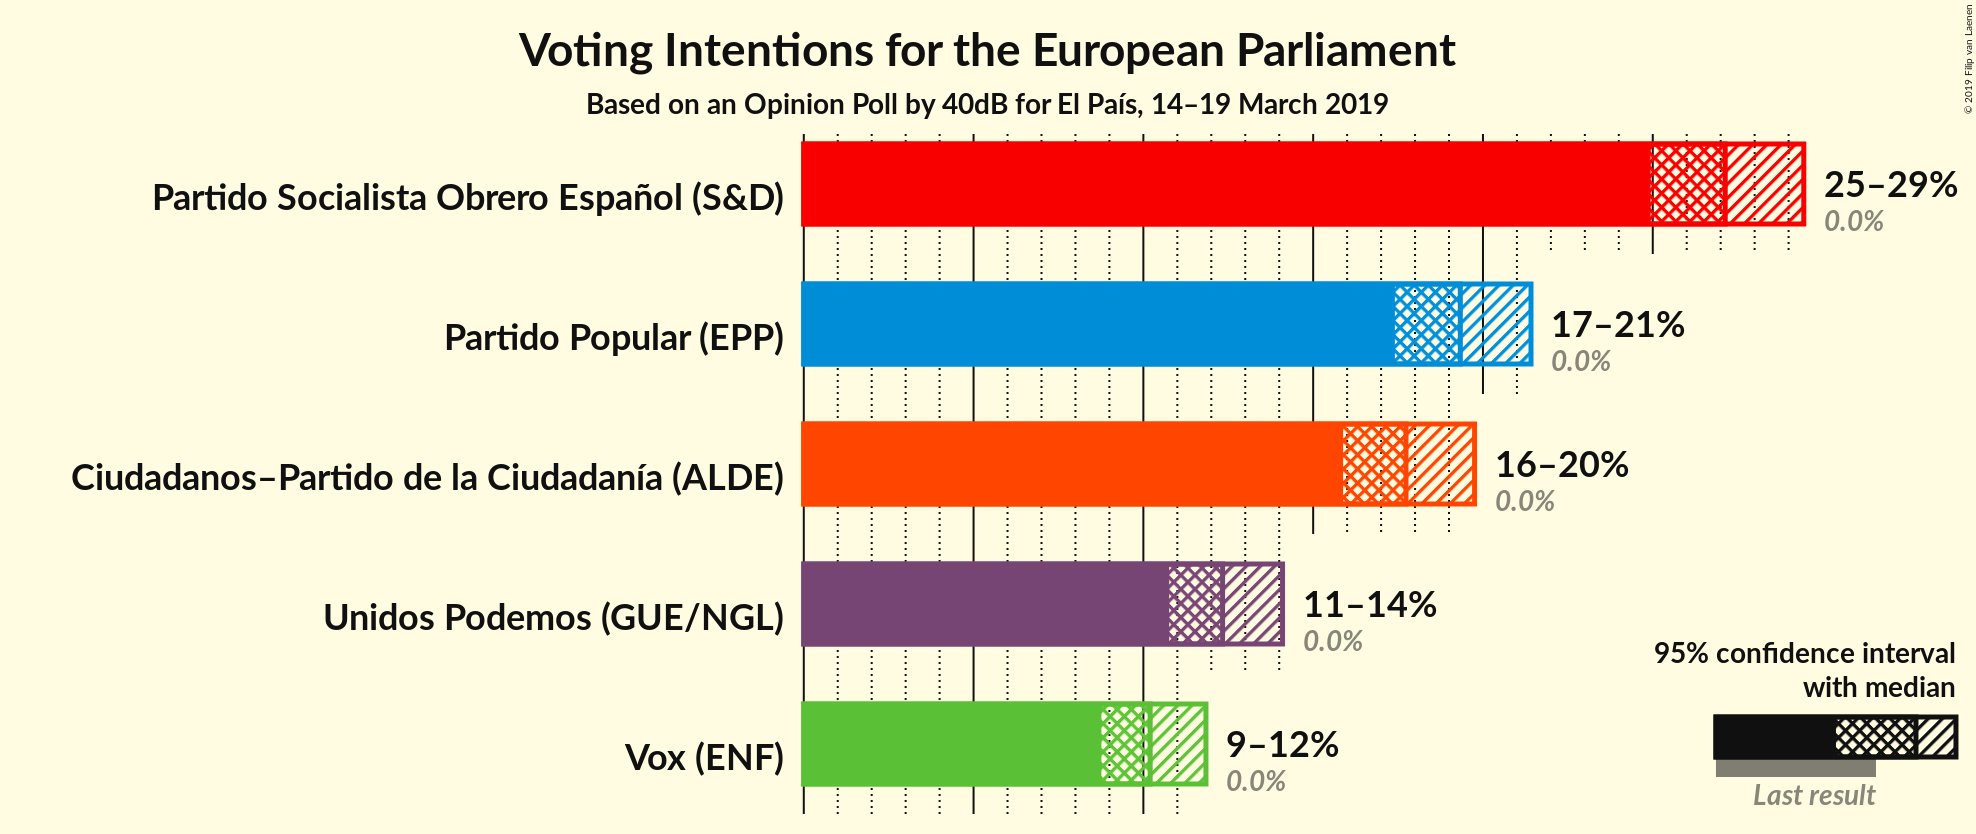 Voting Intentions for the European Parliament
Based on an Opinion Poll by 40dB for El País, 14–19 March 2019
© 2019 Filip van Laenen
Partido Socialista Obrero Español (S&D)
25–29%
0.0%
Partido Popular (EPP)
17–21%
0.0%
Ciudadanos–Partido de la Ciudadanía (ALDE)
16–20%
0.0%
Unidos Podemos (GUE/NGL)
11–14%
0.0%
Vox (ENF)
9–12%
0.0%
95% confidence interval
with median
Last result